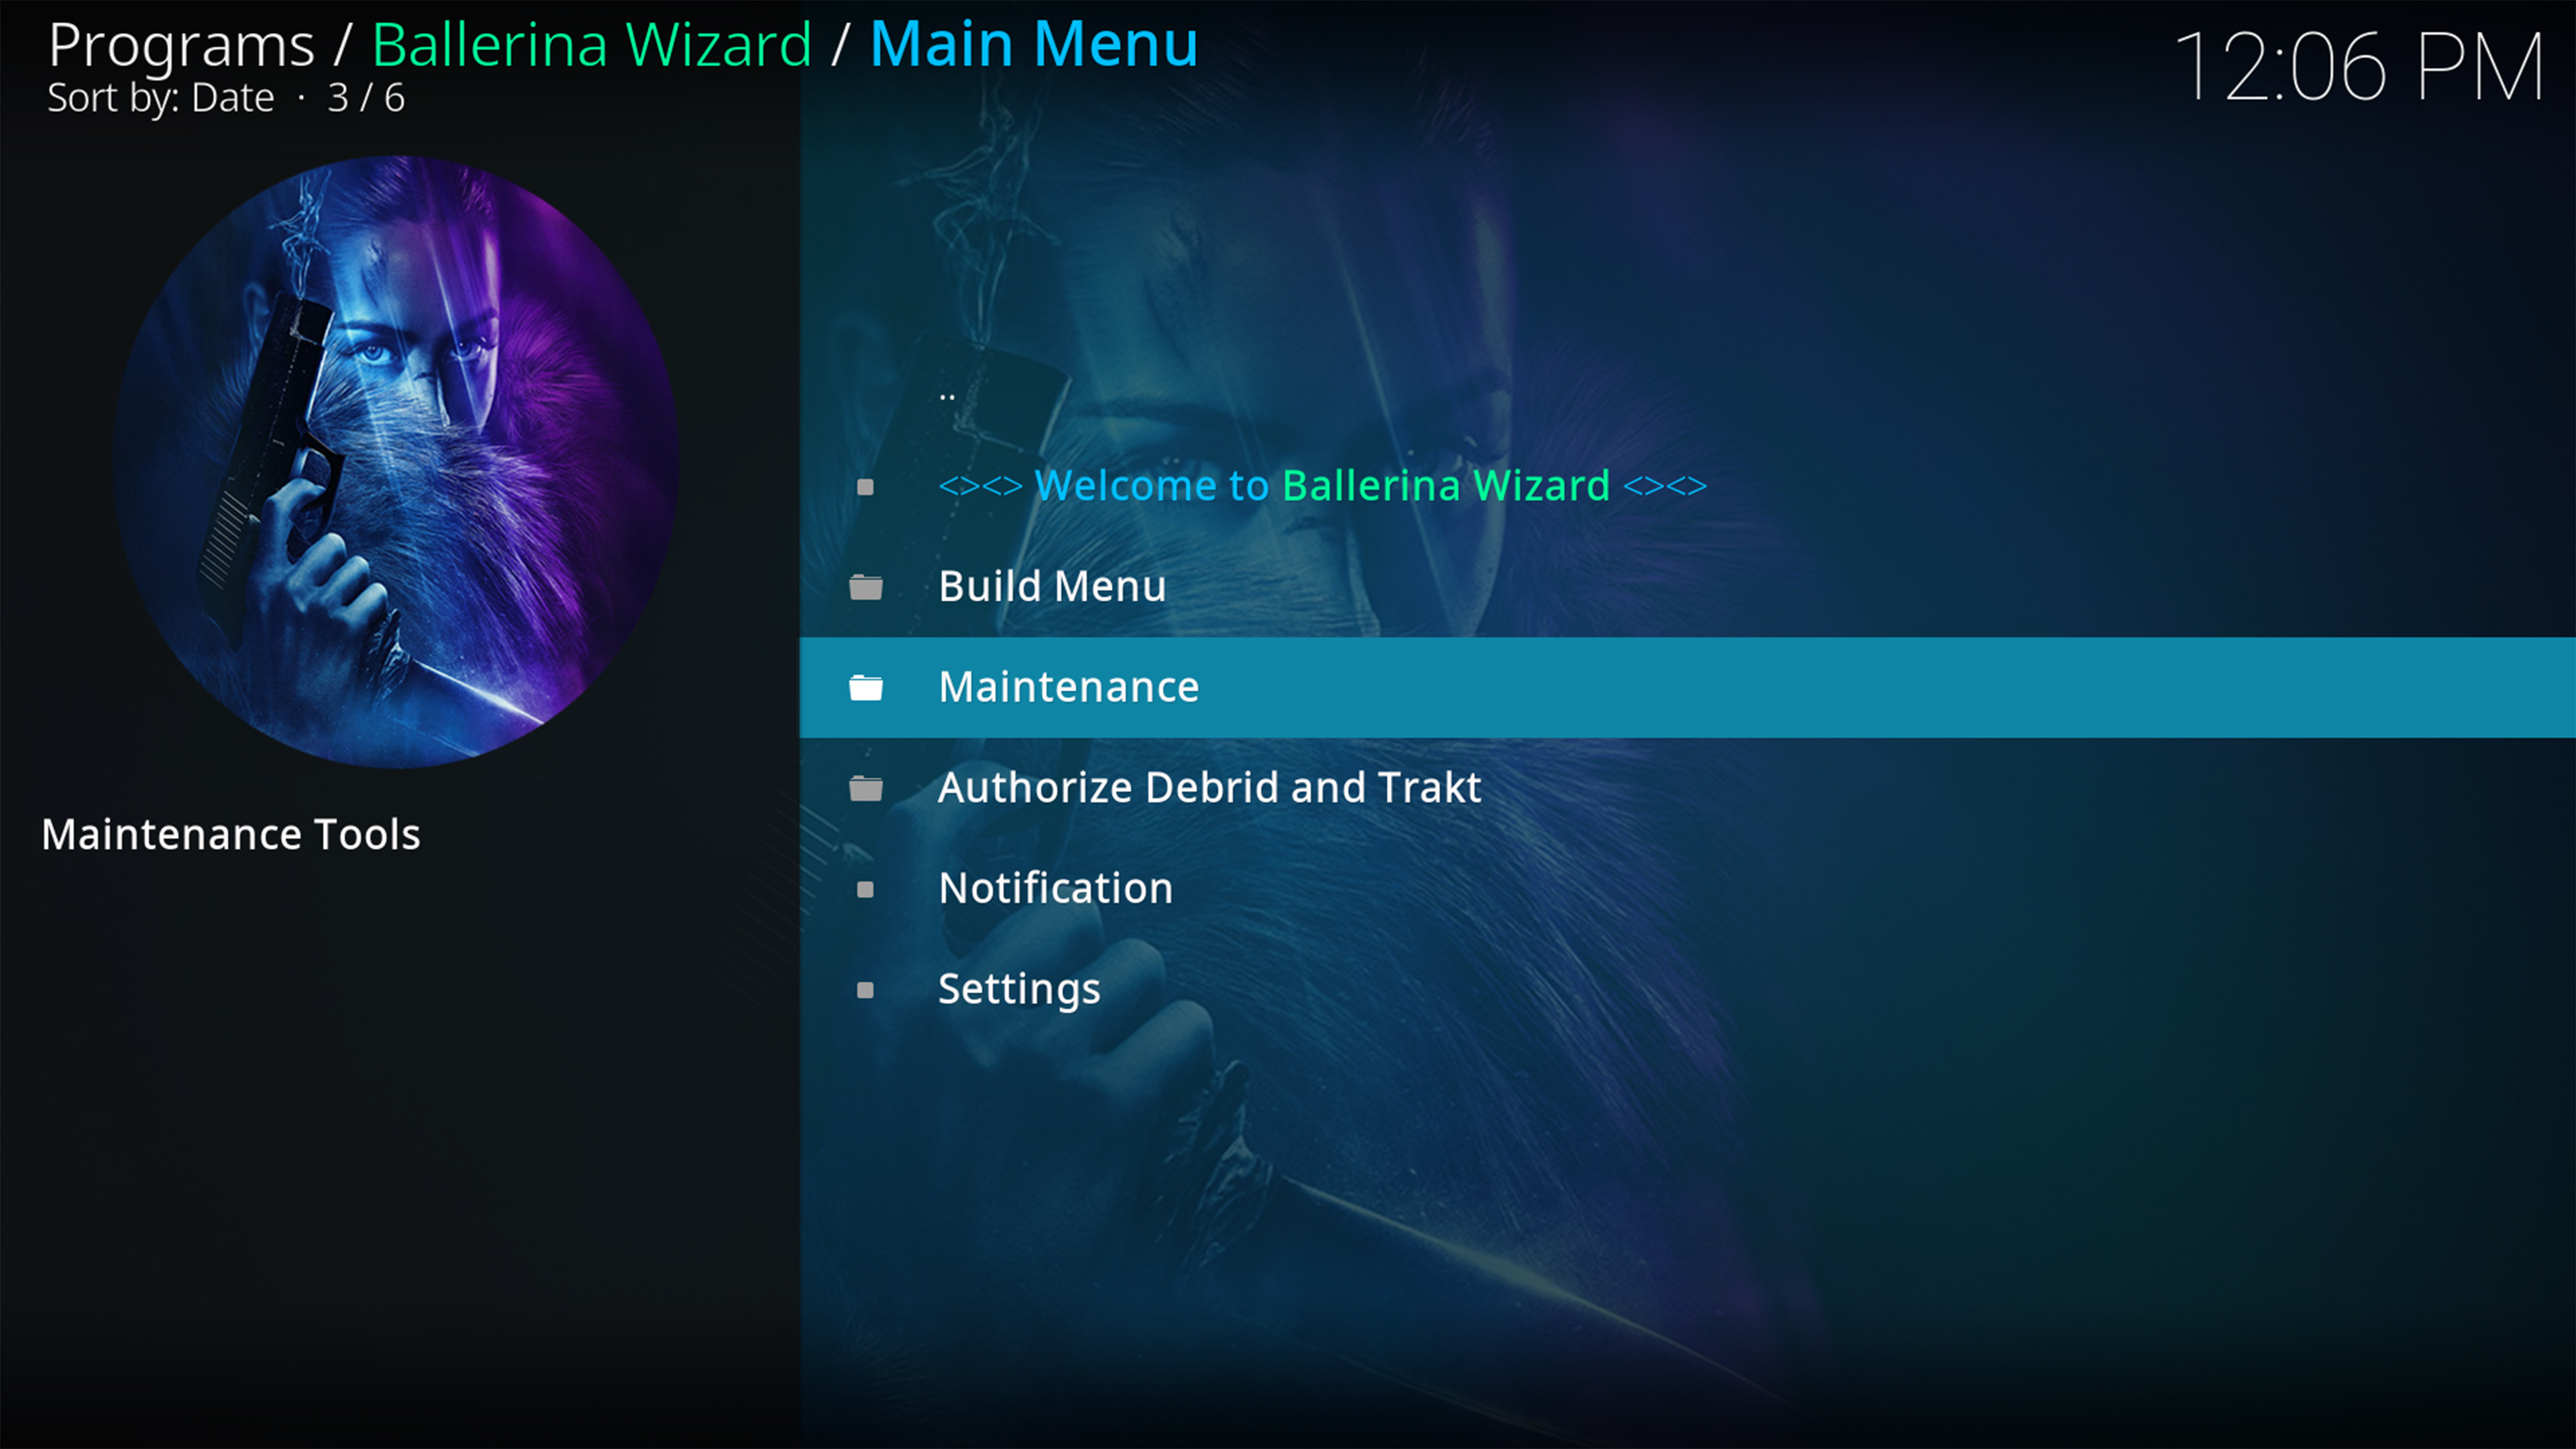 Programs / Ballerina Wizard / Main Menu
Sort by: Date · 3 / 6
12:06 PM
..
<><> Welcome to Ballerina Wizard <><>
Build Menu
Maintenance
Authorize Debrid and Trakt
Notification
Settings
Maintenance Tools